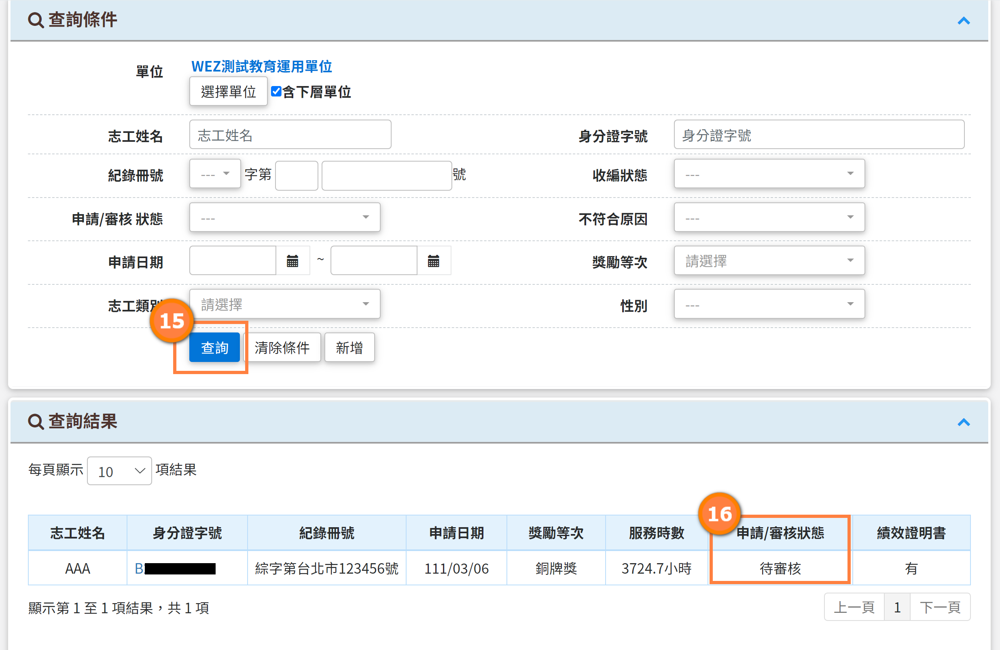 查詢條件
單位
WEZ測試教育運用單位
選擇單位 含下層單位
志工姓名 志工姓名 身分證字號 身分證字號
紀錄冊號 --- 字第 號 收編狀態 ---
申請/審核 狀態 --- 不符合原因 ---
申請日期 ~ 獎勵等次 請選擇
志工類別 請選擇 性別 ---
15
查詢 清除條件 新增
查詢結果
每頁顯示 10 項結果
16
志工姓名 身分證字號 紀錄冊號 申請日期 獎勵等次 服務時數 申請/審核狀態 績效證明書
AAA B 綜字第台北市123456號 111/03/06 銅牌獎 3724.7小時 待審核 有
顯示第 1 至 1 項結果，共 1 項
上一頁 1 下一頁